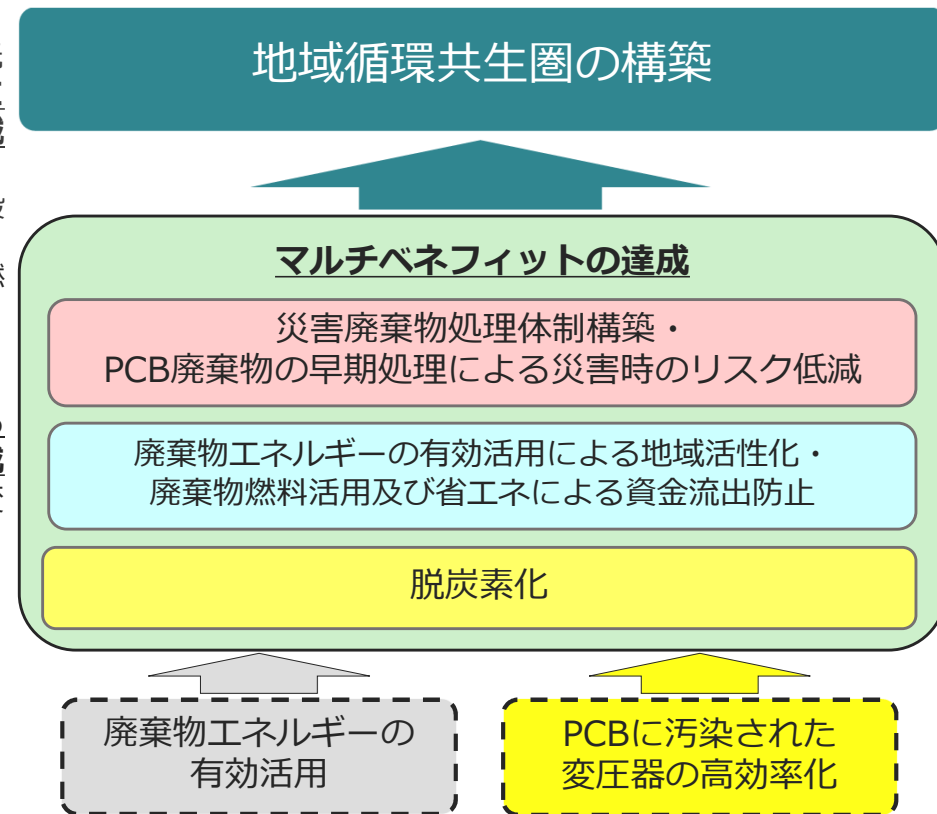 地域循環共生圏の構築
マルチベネフィットの達成
災害廃棄物処理体制構築・
PCB廃棄物の早期処理による災害時のリスク低減
廃棄物エネルギーの有効活用による地域活性化・
廃棄物燃料活用及び省エネによる資金流出防止
脱炭素化
廃棄物エネルギーの
有効活用
PCBに汚染された
変圧器の高効率化